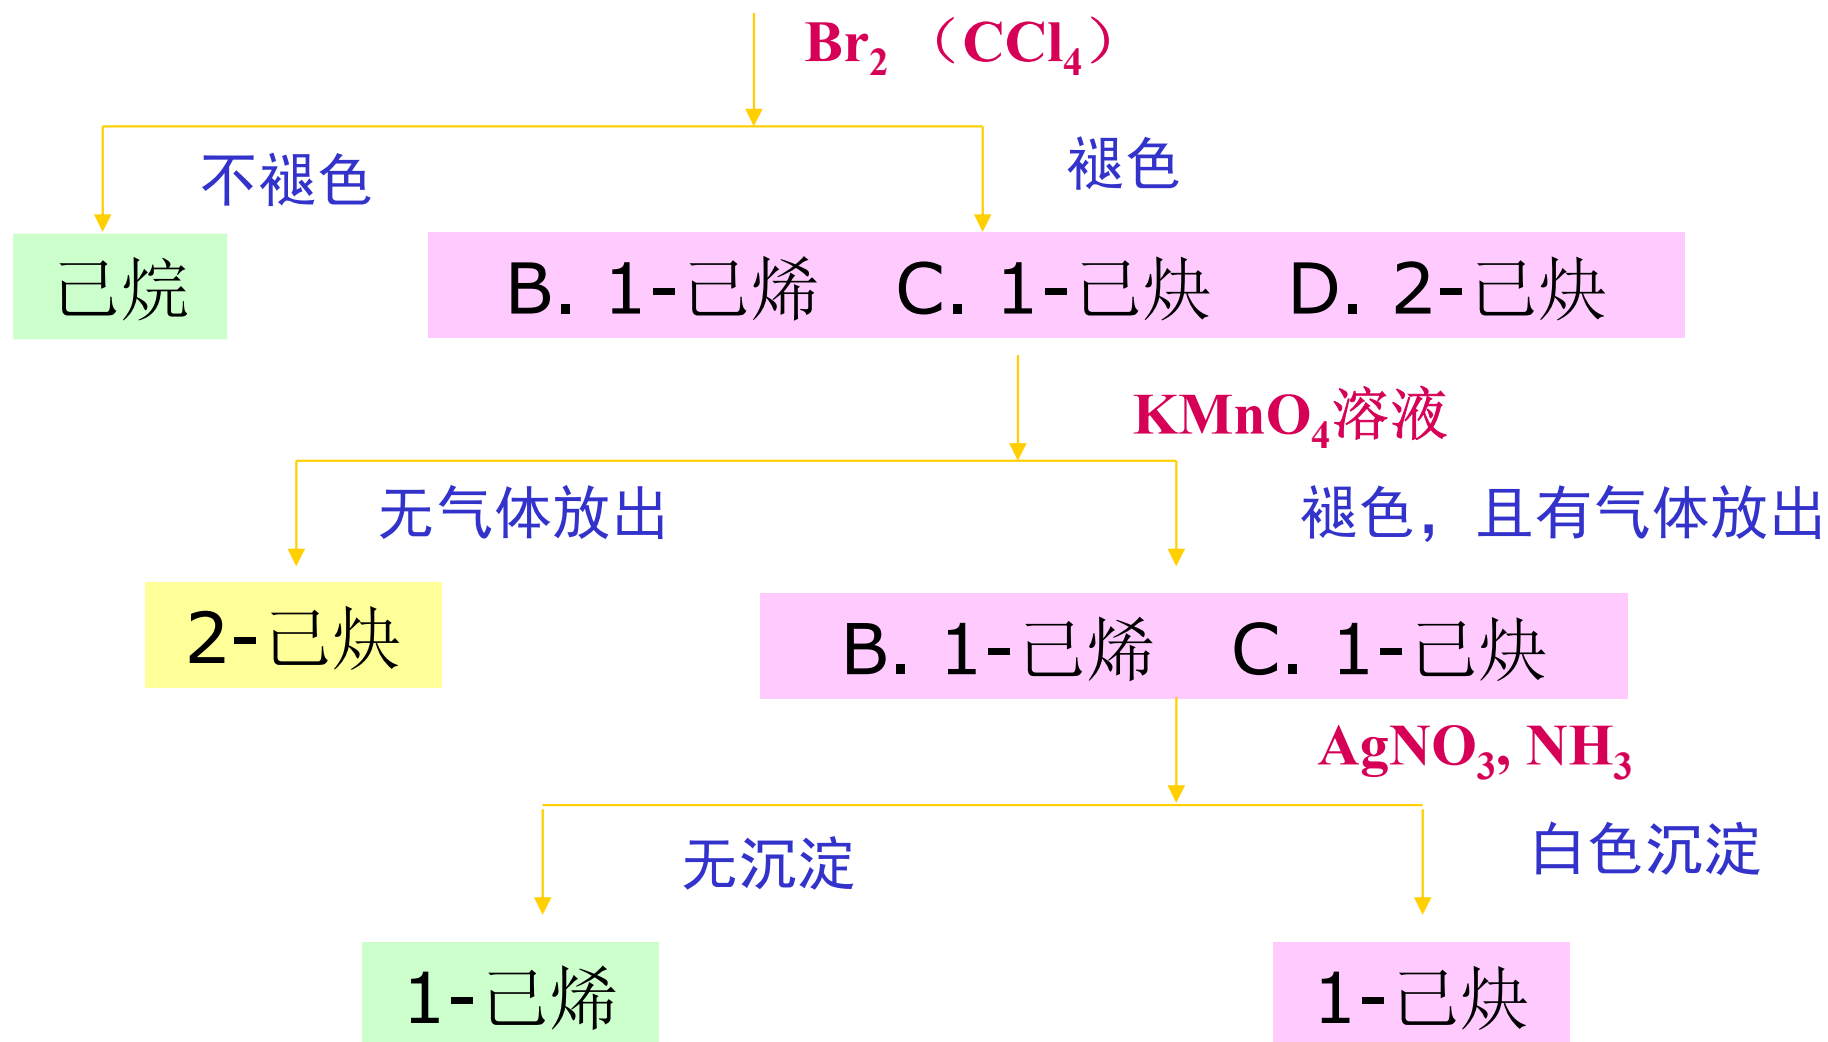 Br₂ （CCl₄）
不褪色
褪色
己烷
B. 1-己烯 C. 1-己炔 D. 2-己炔
KMnO₄溶液
无气体放出
褪色，且有气体放出
2-己炔
B. 1-己烯 C. 1-己炔
AgNO₃, NH₃
无沉淀
白色沉淀
1-己烯
1-己炔